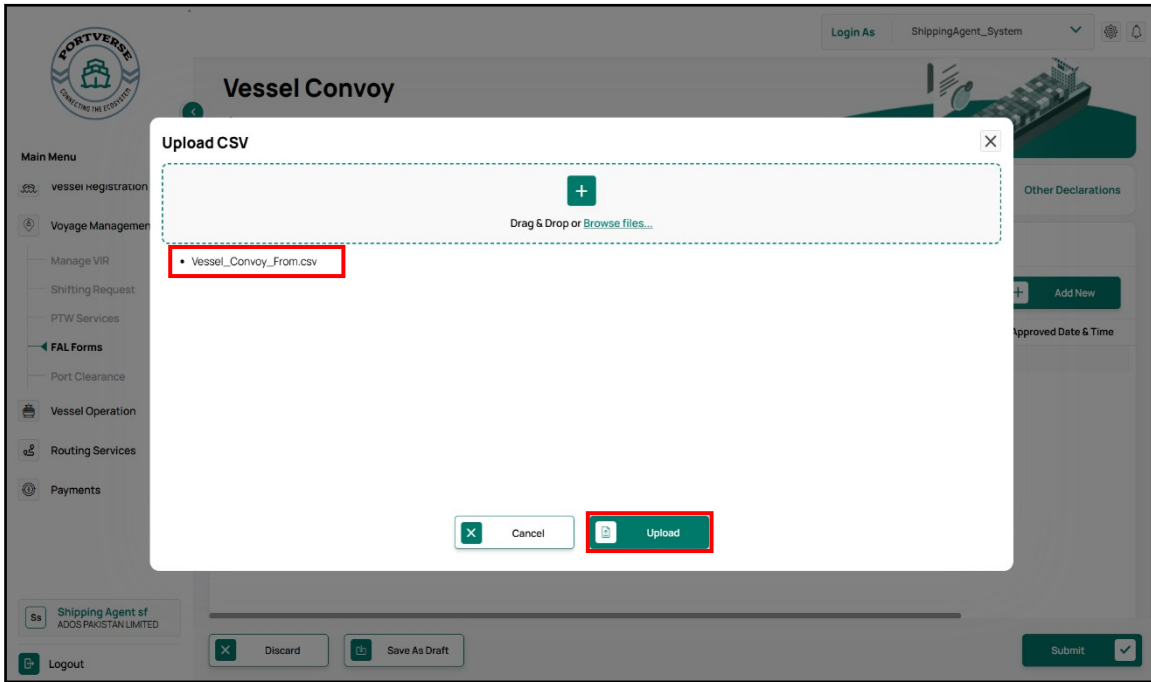 PORTVERSE
CONNECTING THE ECOSYSTEM
Login As
ShippingAgent_System
Vessel Convoy
Main Menu
Vessel Registration
Voyage Managemen
Manage VIR
Shifting Request
PTW Services
FAL Forms
Port Clearance
Vessel Operation
Routing Services
Payments
Ss
Shipping Agent sf
ADOS PAKISTAN LIMITED
Logout
Upload CSV
Drag & Drop or Browse files...
• Vessel_Convoy_From.csv
Cancel
Upload
Other Declarations
Add New
Approved Date & Time
Discard
Save As Draft
Submit